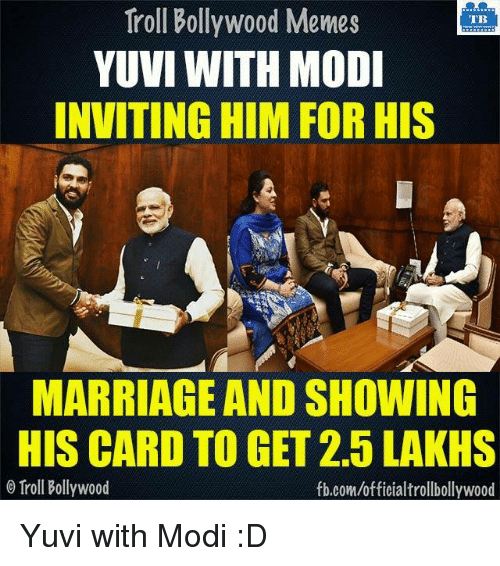 Troll Bollywood Memes
TB
YUVI WITH MODI
INVITING HIM FOR HIS
MARRIAGE AND SHOWING
HIS CARD TO GET 2.5 LAKHS
© Troll Bollywood
fb.com/officialtrollbollywood
Yuvi with Modi :D